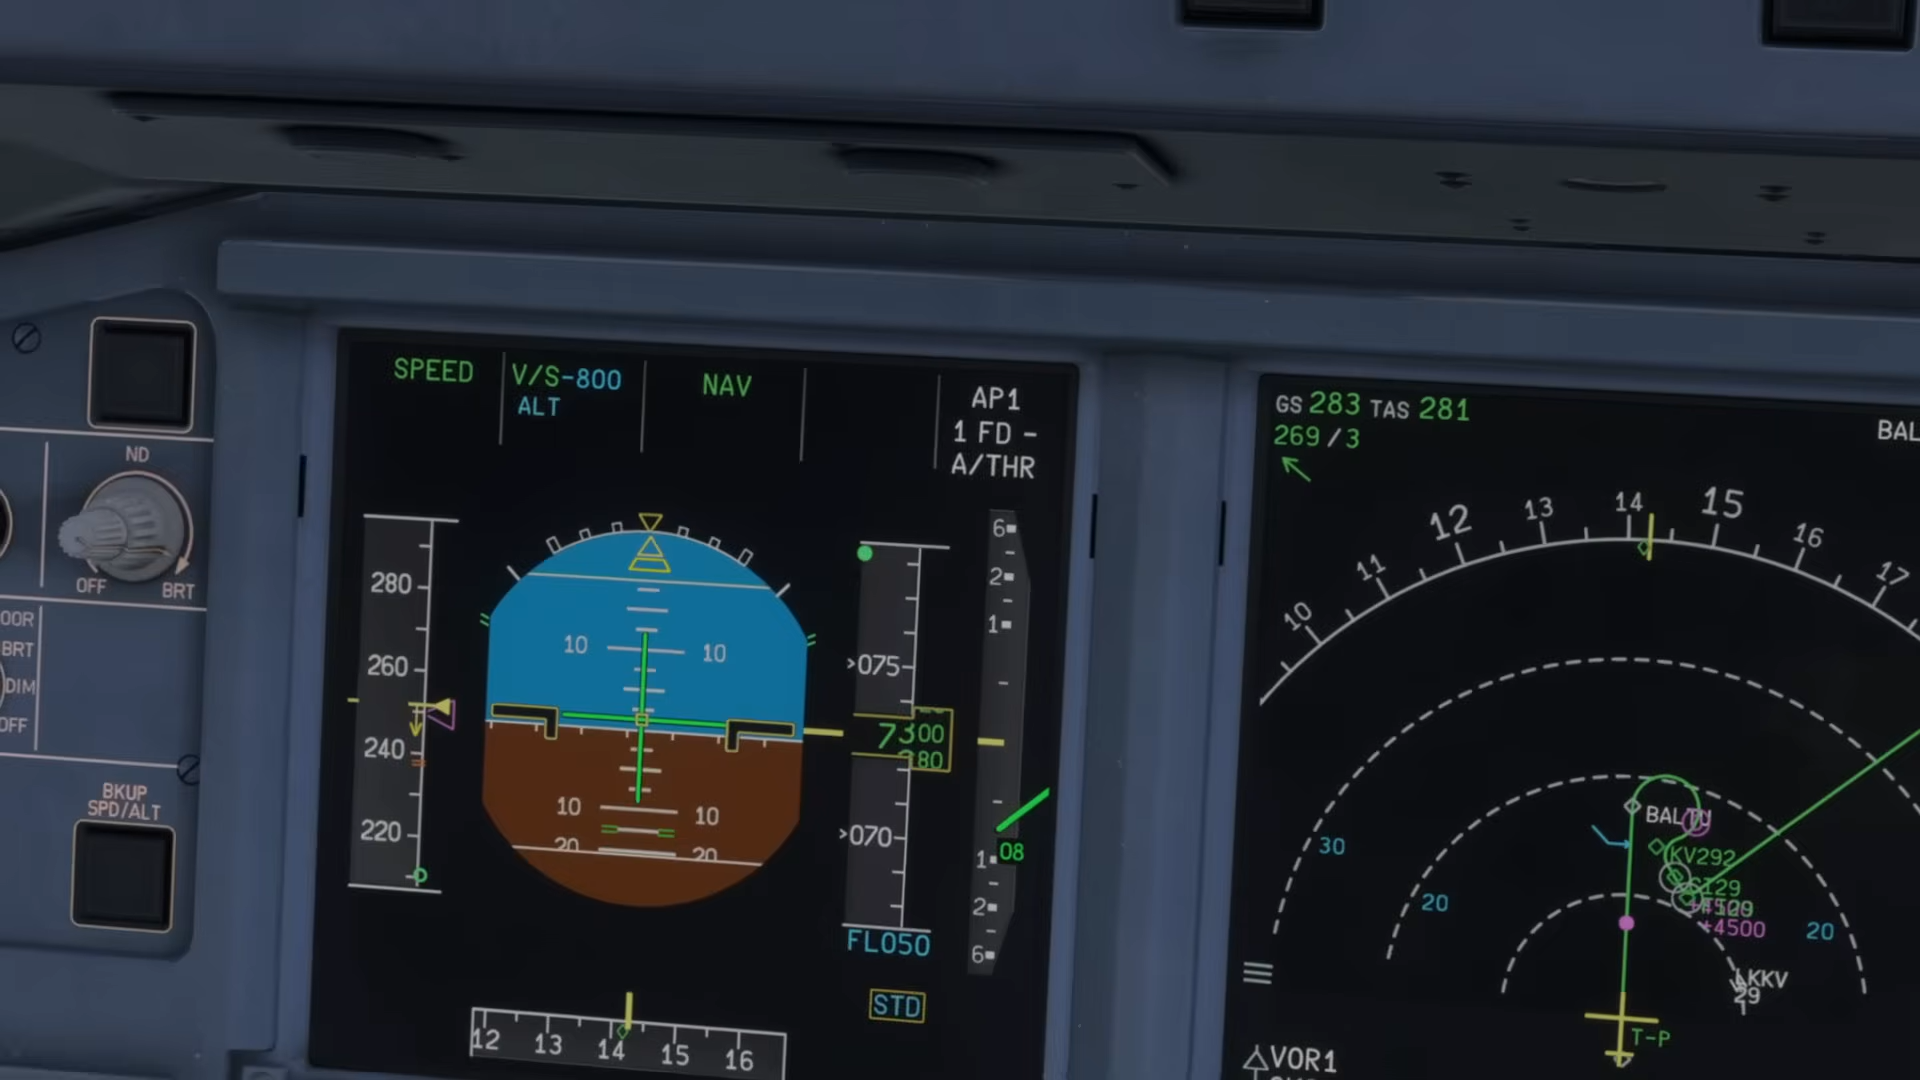 SPEED
V/S-800
NAV
ALT
AP1
1 FD -
A/THR
GS 283 TAS 281
269 / 3
BAL
ND
OFF
BRT
OOR
BRT
DIM
OFF
BKUP
SPD/ALT
280
260
240
220
10 10
10 10
20 20
075
7300
80
070
FL050
STD
6
2
1
1
2
6
08
12 13 14 15 16
10 11 12 13 14 15 16 17
30
20
20
KV292
+4500
LKKV
29
T-P
VOR1